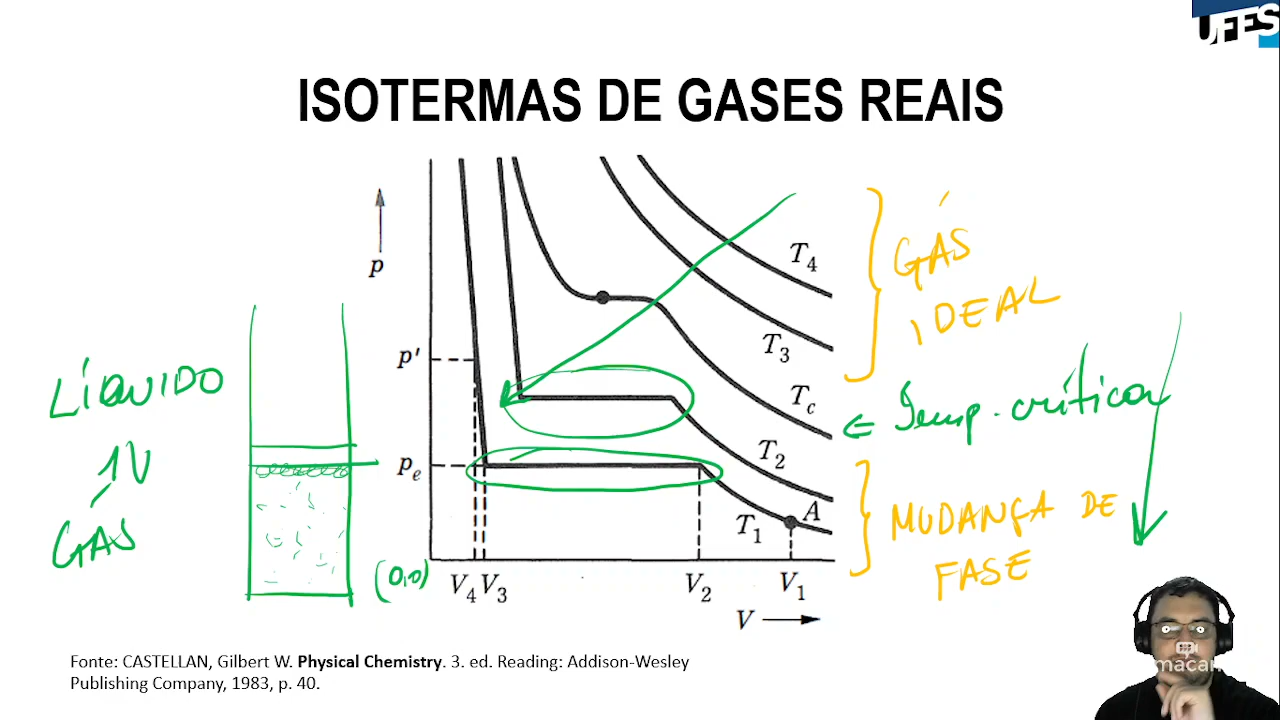 UFES
ISOTERMAS DE GASES REAIS
p
p'
pₑ
T₄
T₃
T_c
T₂
T₁
A
V₄ V₃ V₂ V₁
V
(0,0)
LÍQUIDO
GÁS
GÁS
IDEAL
Temp. crítica
MUDANÇA DE
FASE
Fonte: CASTELLAN, Gilbert W. Physical Chemistry. 3. ed. Reading: Addison-Wesley
Publishing Company, 1983, p. 40.